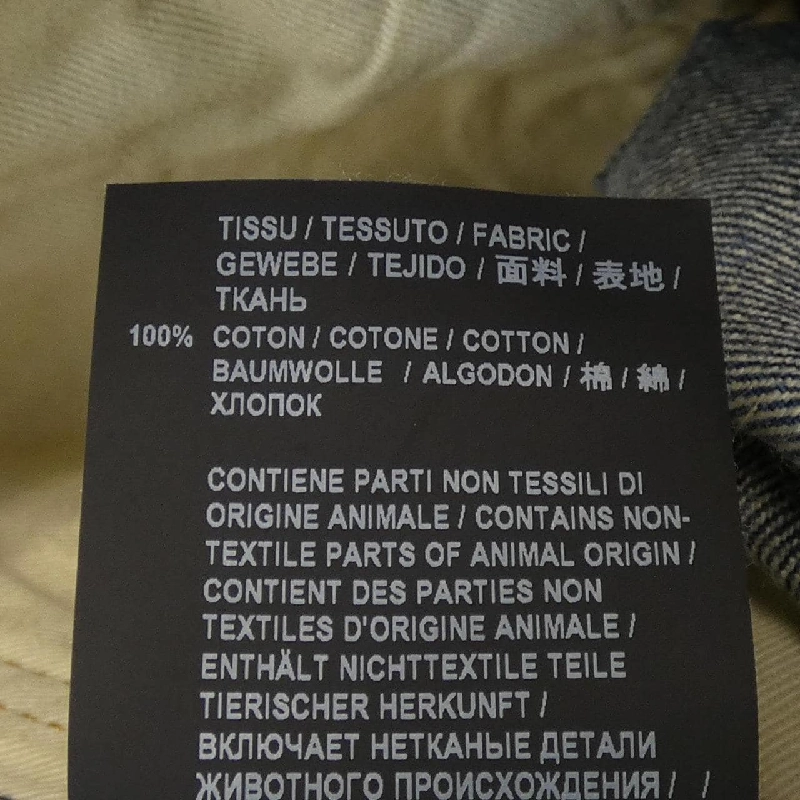 TISSU / TESSUTO / FABRIC /
GEWEBE / TEJIDO / 面料 / 表地 /
ТКАНЬ
100% COTON / COTONE / COTTON /
BAUMWOLLE / ALGODON / 棉 / 綿 /
ХЛОПОК
CONTIENE PARTI NON TESSILI DI
ORIGINE ANIMALE / CONTAINS NON-
TEXTILE PARTS OF ANIMAL ORIGIN /
CONTIENT DES PARTIES NON
TEXTILES D'ORIGINE ANIMALE /
ENTHÄLT NICHTTEXTILE TEILE
TIERISCHER HERKUNFT /
ВКЛЮЧАЕТ НЕТКАНЫЕ ДЕТАЛИ
ЖИВОТНОГО ПРОИСХОЖДЕНИЯ / /